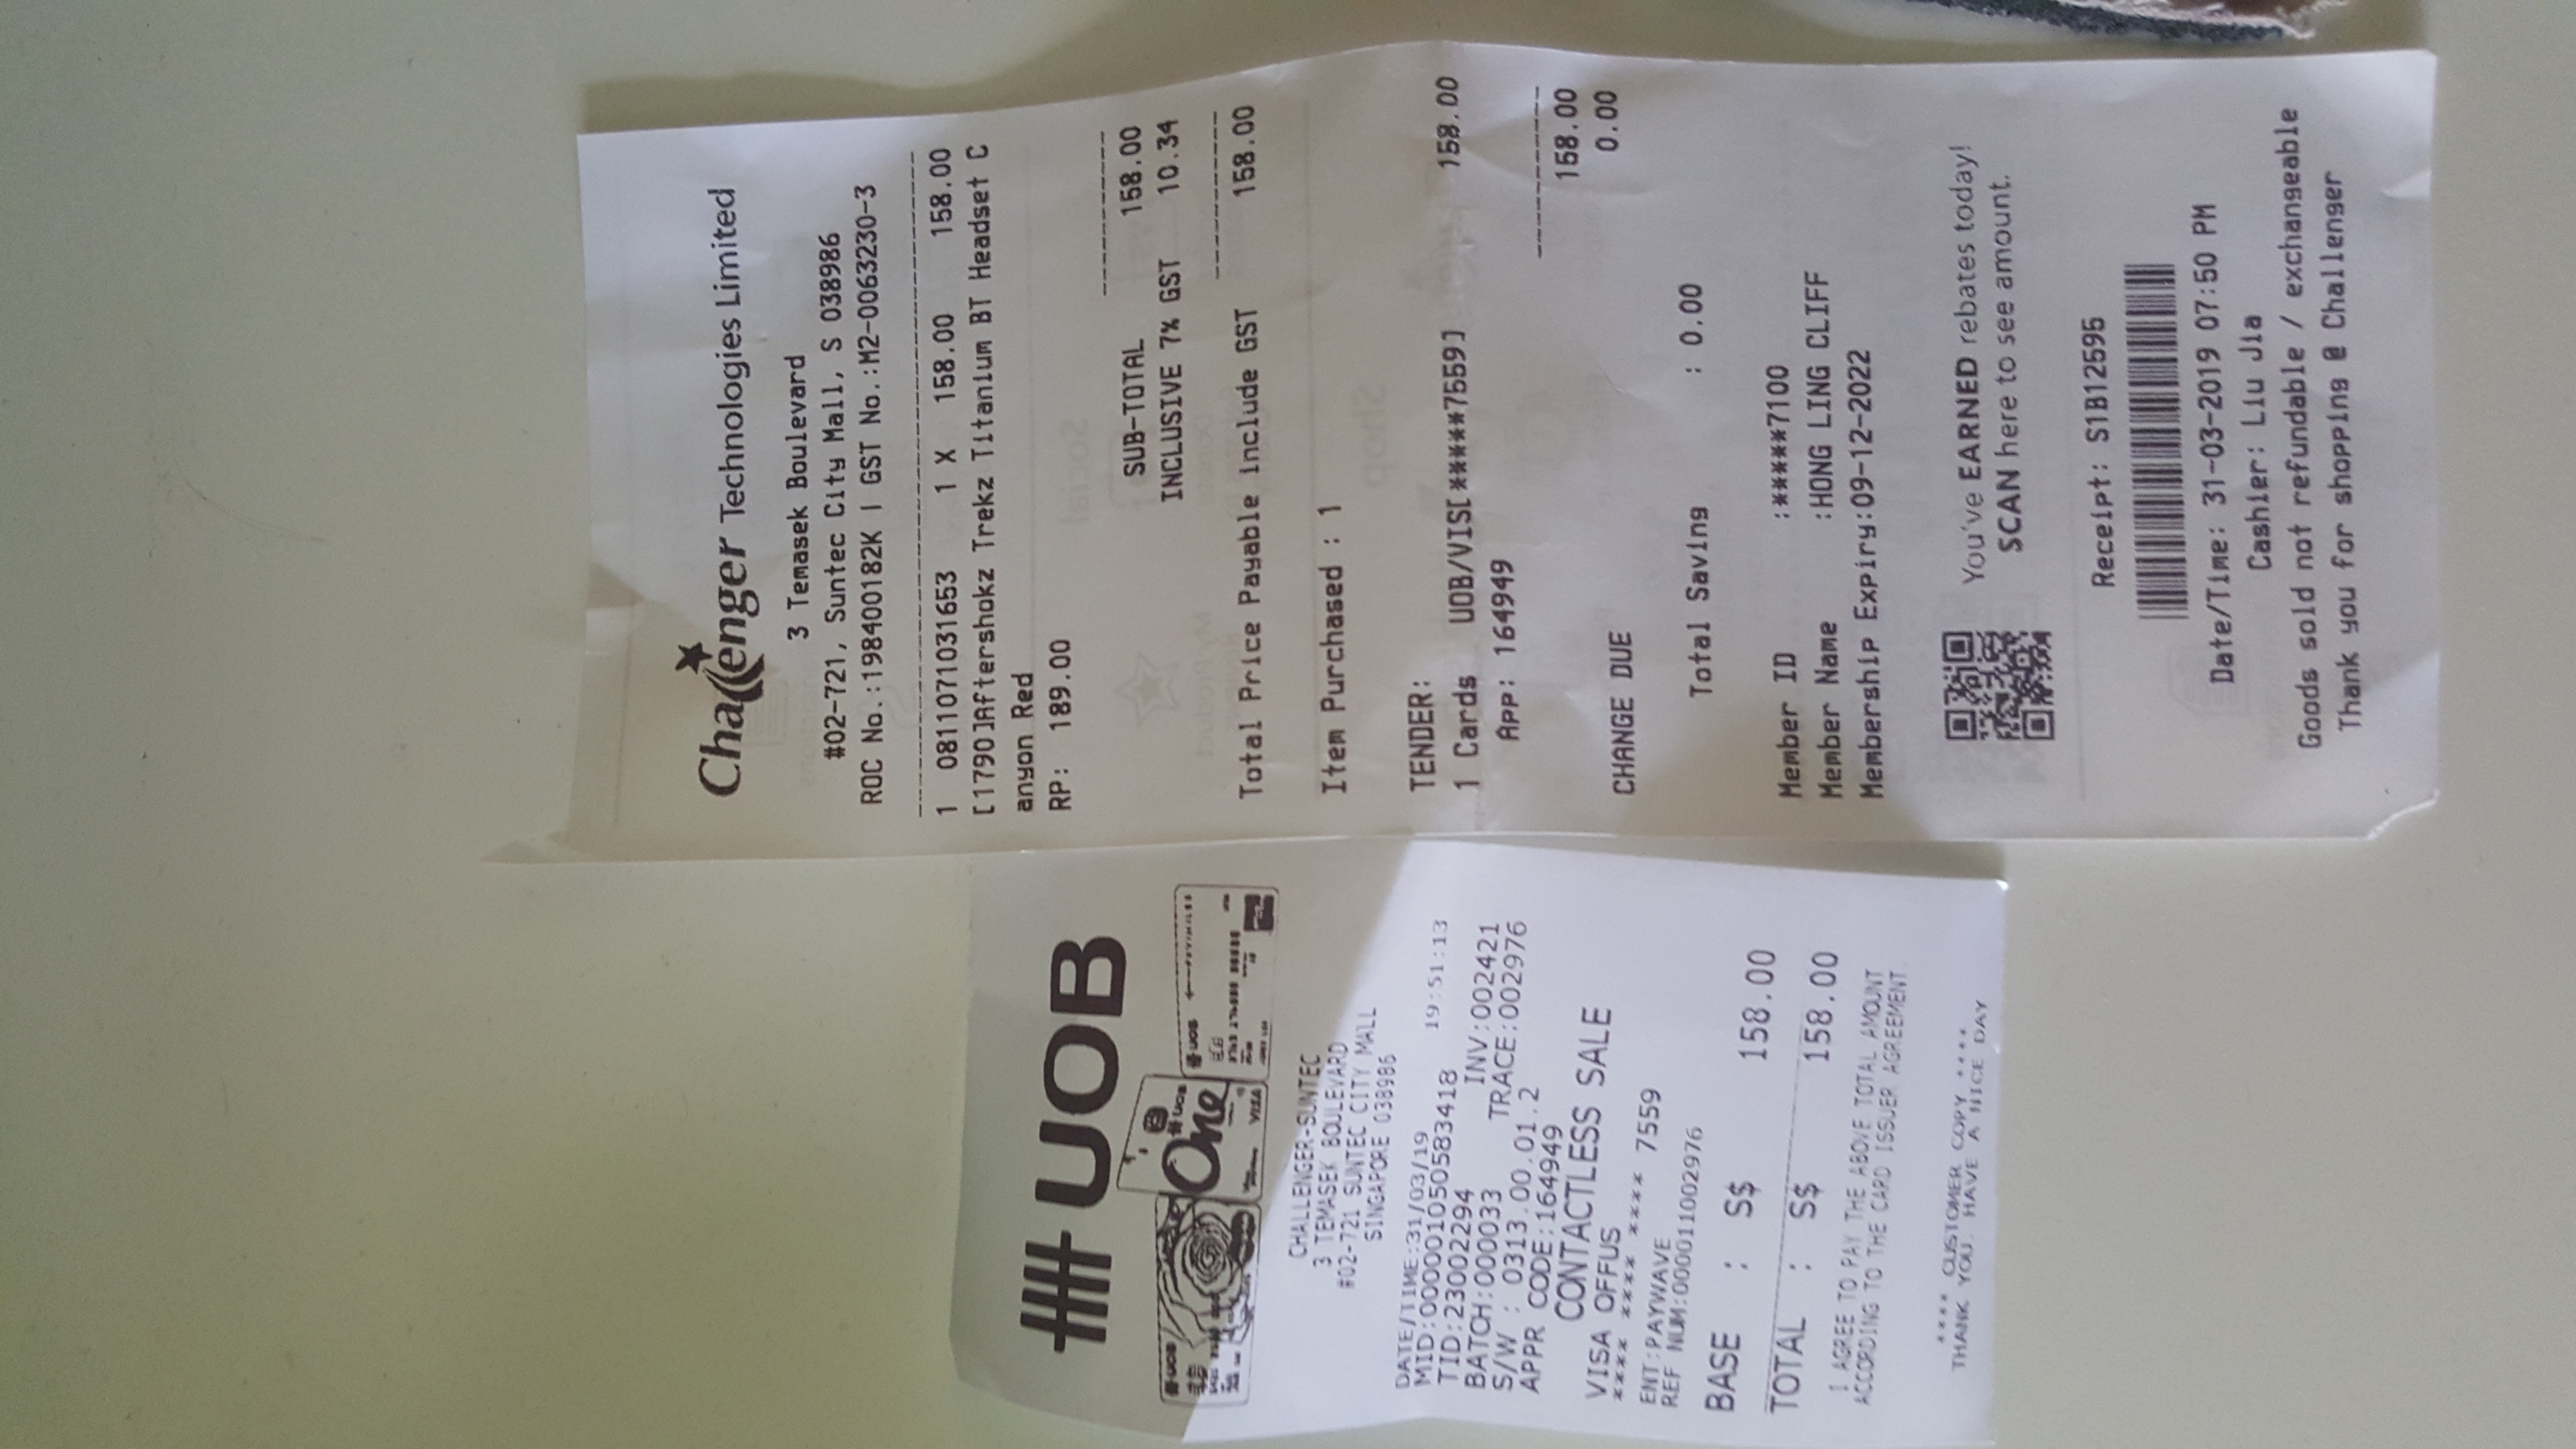 UOB
UOB
UOB
One
VISA
UOB
CHALLENGER-SUNTEC
3 TEMASEK BOULEVARD
#02-721 SUNTEC CITY MALL
SINGAPORE 038986
DATE/TIME:31/03/19 19:51:13
MID:000001050583418
TID:23002294 INV:002421
BATCH:000033 TRACE:002976
S/W : 0313.00.01.2
APPR CODE:164949
CONTACTLESS SALE
VISA OFFUS
**** **** **** 7559
ENT:PAYWAVE
REF NUM:000011002976
BASE : S$ 158.00
TOTAL : S$ 158.00
I AGREE TO PAY THE ABOVE TOTAL AMOUNT
ACCORDING TO THE CARD ISSUER AGREEMENT
**** CUSTOMER COPY ****
THANK YOU. HAVE A NICE DAY
Challenger Technologies Limited
3 Temasek Boulevard
#02-721, Suntec City Mall, S 038986
ROC No.:198400182K | GST No.:M2-0063230-3
1 0811071031653 1 X 158.00 158.00
[1790]Aftershokz Trekz Titanium BT Headset C
anyon Red
RP: 189.00
SUB-TOTAL 158.00
INCLUSIVE 7% GST 10.34
Total Price Payable include GST 158.00
Item Purchased : 1
TENDER:
1 Cards UOB/VIS[*****7559] 158.00
App: 164949
158.00
CHANGE DUE 0.00
Total Saving : 0.00
Member ID :*****7100
Member Name :HONG LING CLIFF
Membership Expiry:09-12-2022
You've EARNED rebates today!
SCAN here to see amount.
Receipt: S1B12595
Date/Time: 31-03-2019 07:50 PM
Cashier: Liu Jia
Goods sold not refundable / exchangeable
Thank you for shopping @ Challenger